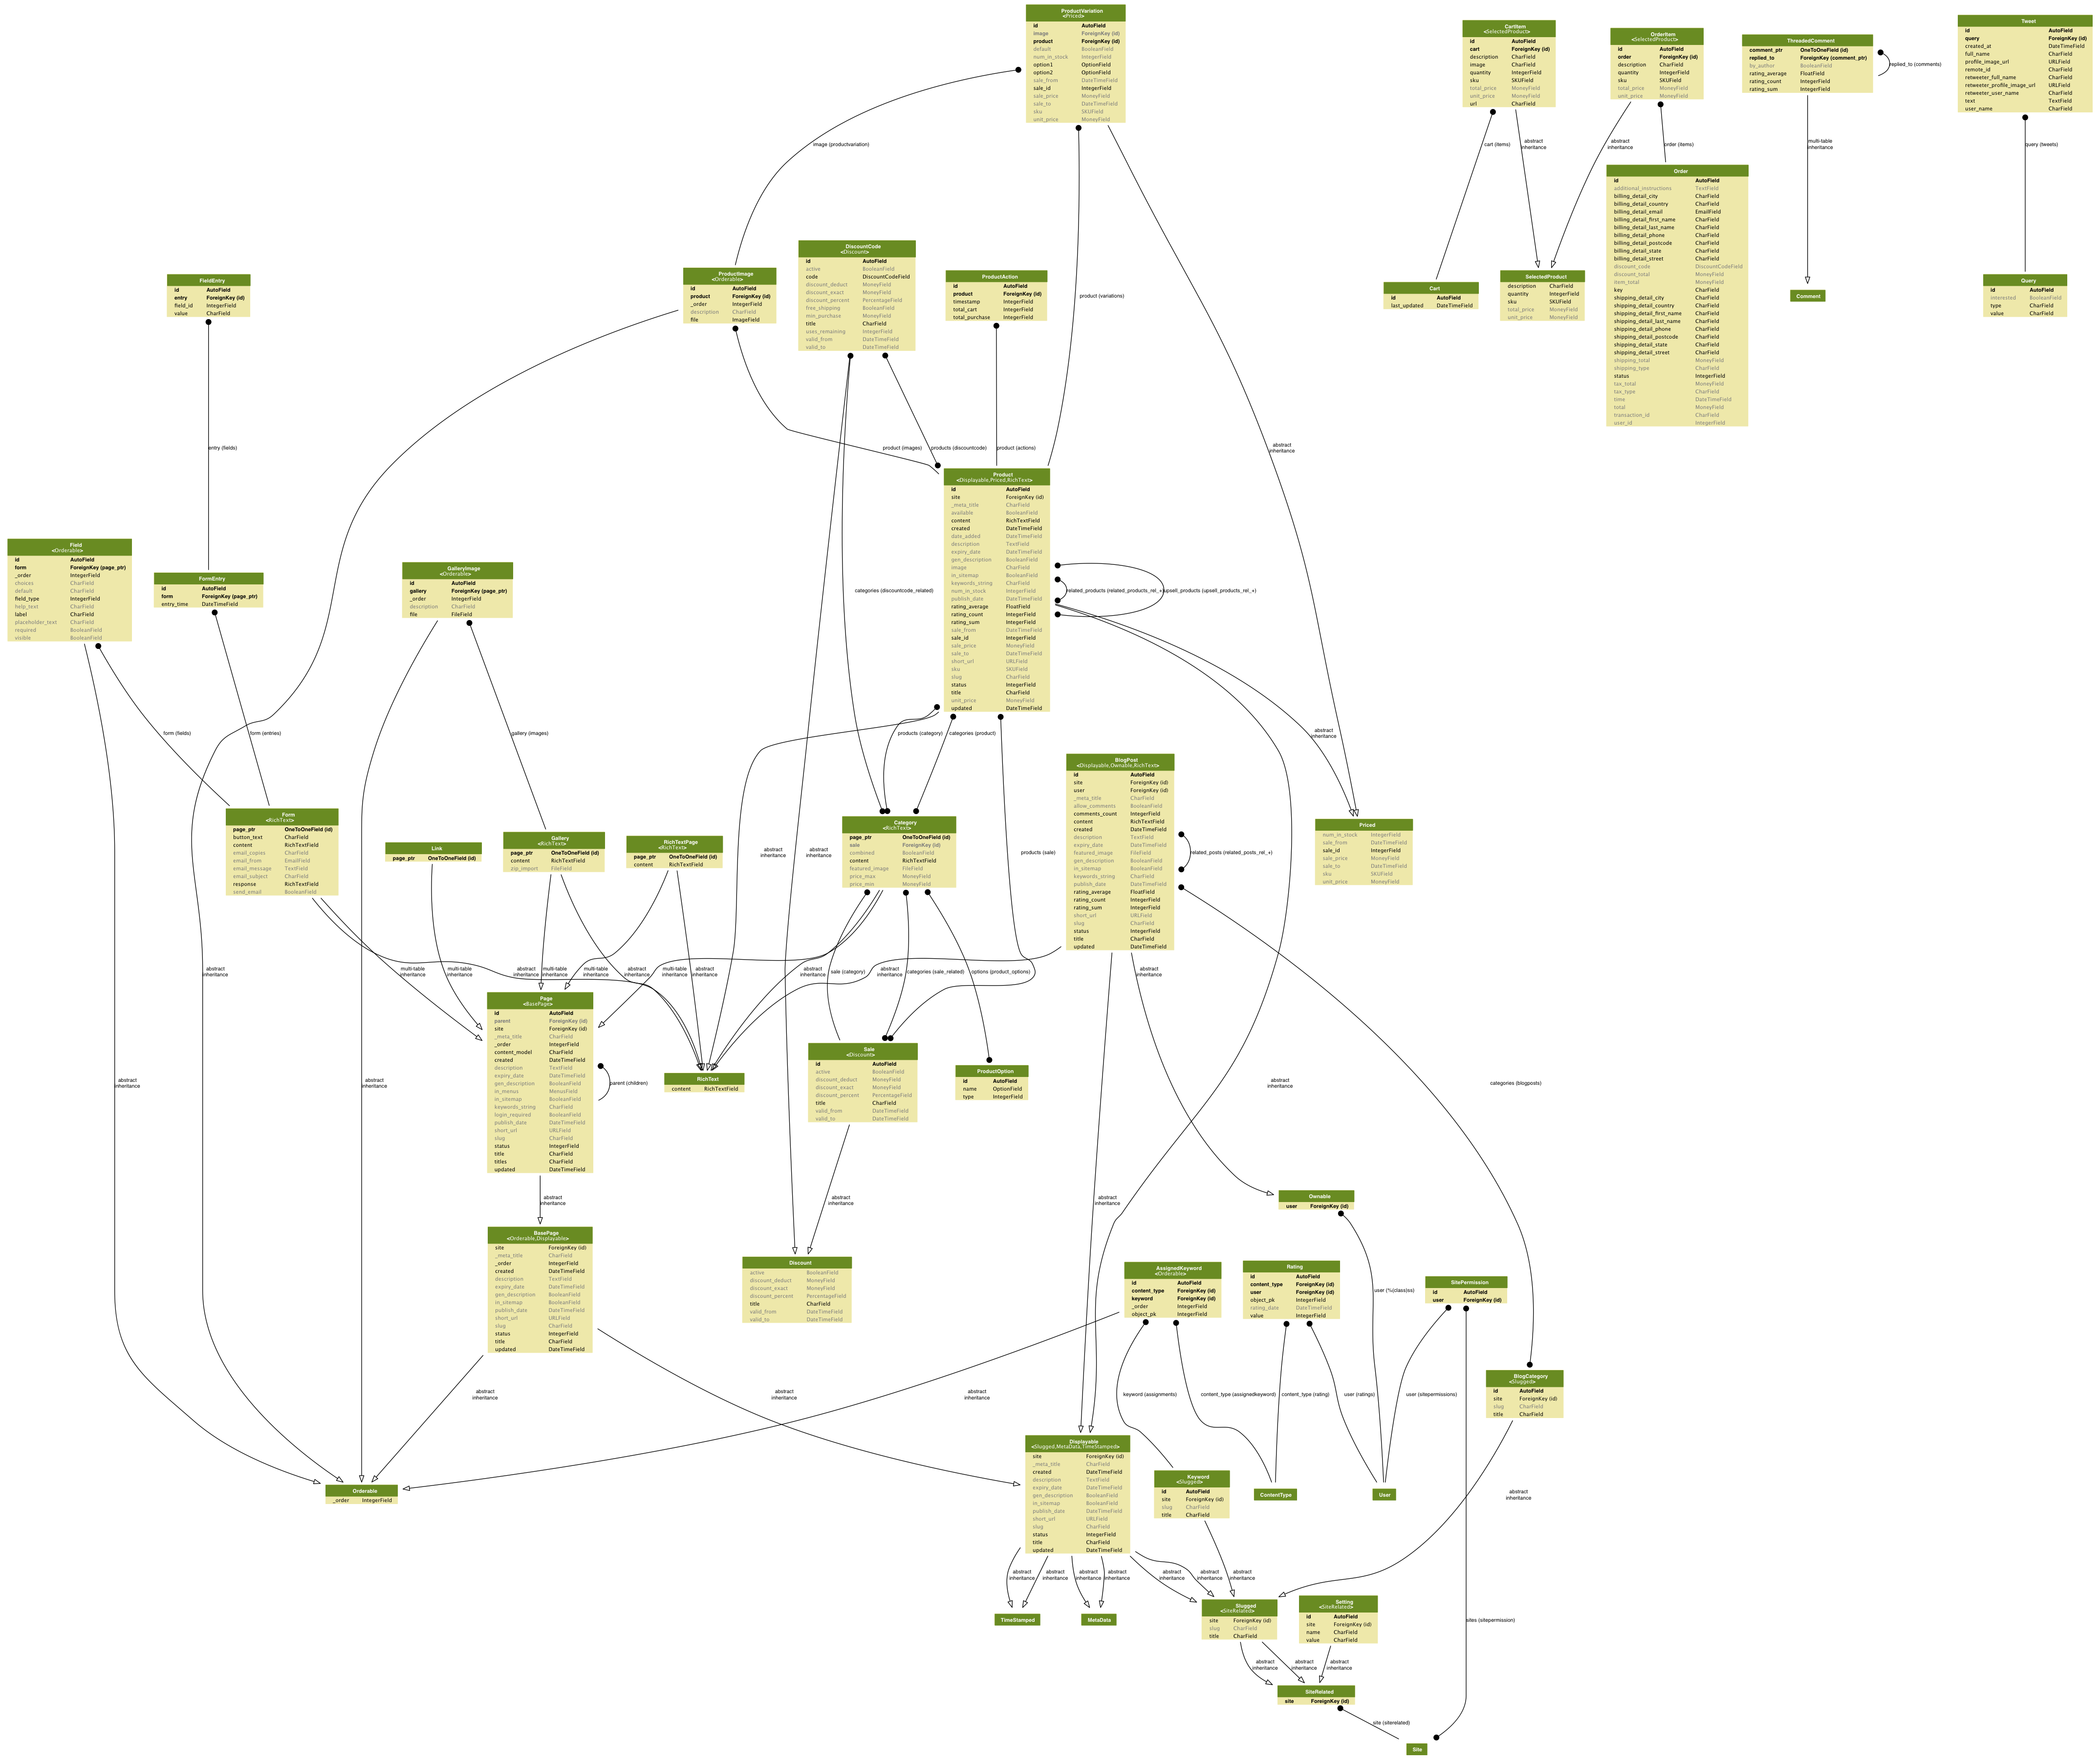 ProductVariation
<Priced>
id AutoField
image ForeignKey (id)
product ForeignKey (id)
default BooleanField
num_in_stock IntegerField
option1 OptionField
option2 OptionField
sale_from DateTimeField
sale_id IntegerField
sale_price MoneyField
sale_to DateTimeField
sku SKUField
unit_price MoneyField
CartItem
<SelectedProduct>
id AutoField
cart ForeignKey (id)
description CharField
image CharField
quantity IntegerField
sku SKUField
total_price MoneyField
unit_price MoneyField
url CharField
OrderItem
<SelectedProduct>
id AutoField
order ForeignKey (id)
description CharField
quantity IntegerField
sku SKUField
total_price MoneyField
unit_price MoneyField
ThreadedComment
comment_ptr OneToOneField (id)
replied_to ForeignKey (comment_ptr)
by_author BooleanField
rating_average FloatField
rating_count IntegerField
rating_sum IntegerField
replied_to (comments)
Tweet
id AutoField
query ForeignKey (id)
created_at DateTimeField
full_name CharField
profile_image_url URLField
remote_id CharField
retweeter_full_name CharField
retweeter_profile_image_url URLField
retweeter_user_name CharField
text TextField
user_name CharField
image (productvariation)
cart (items)
abstract
inheritance
abstract
inheritance
order (items)
multi-table
inheritance
query (tweets)
Order
id AutoField
additional_instructions TextField
billing_detail_city CharField
billing_detail_country CharField
billing_detail_email EmailField
billing_detail_first_name CharField
billing_detail_last_name CharField
billing_detail_phone CharField
billing_detail_postcode CharField
billing_detail_state CharField
billing_detail_street CharField
discount_code DiscountCodeField
discount_total MoneyField
item_total MoneyField
key CharField
shipping_detail_city CharField
shipping_detail_country CharField
shipping_detail_first_name CharField
shipping_detail_last_name CharField
shipping_detail_phone CharField
shipping_detail_postcode CharField
shipping_detail_state CharField
shipping_detail_street CharField
shipping_total MoneyField
shipping_type CharField
status IntegerField
tax_total MoneyField
tax_type CharField
time DateTimeField
total MoneyField
transaction_id CharField
user_id IntegerField
FieldEntry
id AutoField
entry ForeignKey (id)
field_id IntegerField
value CharField
ProductImage
<Orderable>
id AutoField
product ForeignKey (id)
_order IntegerField
description CharField
file ImageField
DiscountCode
<Discount>
id AutoField
active BooleanField
code DiscountCodeField
discount_deduct MoneyField
discount_exact MoneyField
discount_percent PercentageField
free_shipping BooleanField
min_purchase MoneyField
title CharField
uses_remaining IntegerField
valid_from DateTimeField
valid_to DateTimeField
ProductAction
id AutoField
product ForeignKey (id)
timestamp IntegerField
total_cart IntegerField
total_purchase IntegerField
product (variations)
Cart
id AutoField
last_updated DateTimeField
SelectedProduct
description CharField
quantity IntegerField
sku SKUField
total_price MoneyField
unit_price MoneyField
Comment
Query
id AutoField
interested BooleanField
type CharField
value CharField
entry (fields)
product (images)
products (discountcode)
product (actions)
abstract
inheritance
Product
<Displayable,Priced,RichText>
id AutoField
site ForeignKey (id)
_meta_title CharField
available BooleanField
content RichTextField
created DateTimeField
date_added DateTimeField
description TextField
expiry_date DateTimeField
gen_description BooleanField
image CharField
in_sitemap BooleanField
keywords_string CharField
num_in_stock IntegerField
publish_date DateTimeField
rating_average FloatField
rating_count IntegerField
rating_sum IntegerField
sale_from DateTimeField
sale_id IntegerField
sale_price MoneyField
sale_to DateTimeField
short_url URLField
sku SKUField
slug CharField
status IntegerField
title CharField
unit_price MoneyField
updated DateTimeField
related_products (related_products_rel_+)
upsell_products (upsell_products_rel_+)
Field
<Orderable>
id AutoField
form ForeignKey (page_ptr)
_order IntegerField
choices CharField
default CharField
field_type IntegerField
help_text CharField
label CharField
placeholder_text CharField
required BooleanField
visible BooleanField
FormEntry
id AutoField
form ForeignKey (page_ptr)
entry_time DateTimeField
GalleryImage
<Orderable>
id AutoField
gallery ForeignKey (page_ptr)
_order IntegerField
description CharField
file FileField
categories (discountcode_related)
form (fields)
form (entries)
gallery (images)
products (category)
categories (product)
abstract
inheritance
BlogPost
<Displayable,Ownable,RichText>
id AutoField
site ForeignKey (id)
user ForeignKey (id)
_meta_title CharField
allow_comments BooleanField
comments_count IntegerField
content RichTextField
created DateTimeField
description TextField
expiry_date DateTimeField
featured_image FileField
gen_description BooleanField
in_sitemap BooleanField
keywords_string CharField
publish_date DateTimeField
rating_average FloatField
rating_count IntegerField
rating_sum IntegerField
short_url URLField
slug CharField
status IntegerField
title CharField
updated DateTimeField
related_posts (related_posts_rel_+)
Form
<RichText>
page_ptr OneToOneField (id)
button_text CharField
content RichTextField
email_copies CharField
email_from EmailField
email_message TextField
email_subject CharField
response RichTextField
send_email BooleanField
Link
page_ptr OneToOneField (id)
Gallery
<RichText>
page_ptr OneToOneField (id)
content RichTextField
zip_import FileField
RichTextPage
<RichText>
page_ptr OneToOneField (id)
content RichTextField
abstract
inheritance
abstract
inheritance
Category
<RichText>
page_ptr OneToOneField (id)
sale ForeignKey (id)
combined BooleanField
content RichTextField
featured_image FileField
price_max MoneyField
price_min MoneyField
products (sale)
Priced
num_in_stock IntegerField
sale_from DateTimeField
sale_id IntegerField
sale_price MoneyField
sale_to DateTimeField
sku SKUField
unit_price MoneyField
abstract
inheritance
multi-table
inheritance
multi-table
inheritance
abstract
inheritance
multi-table
inheritance
multi-table
inheritance
abstract
inheritance
multi-table
inheritance
abstract
inheritance
abstract
inheritance
sale (category)
abstract
inheritance
categories (sale_related)
options (product_options)
abstract
inheritance
Page
<BasePage>
id AutoField
parent ForeignKey (id)
site ForeignKey (id)
_meta_title CharField
_order IntegerField
content_model CharField
created DateTimeField
description TextField
expiry_date DateTimeField
gen_description BooleanField
in_menus MenusField
in_sitemap BooleanField
keywords_string CharField
login_required BooleanField
publish_date DateTimeField
short_url URLField
slug CharField
status IntegerField
title CharField
titles CharField
updated DateTimeField
parent (children)
RichText
content RichTextField
Sale
<Discount>
id AutoField
active BooleanField
discount_deduct MoneyField
discount_exact MoneyField
discount_percent PercentageField
title CharField
valid_from DateTimeField
valid_to DateTimeField
ProductOption
id AutoField
name OptionField
type IntegerField
abstract
inheritance
abstract
inheritance
abstract
inheritance
categories (blogposts)
abstract
inheritance
abstract
inheritance
abstract
inheritance
Ownable
user ForeignKey (id)
BasePage
<Orderable,Displayable>
site ForeignKey (id)
_meta_title CharField
_order IntegerField
created DateTimeField
description TextField
expiry_date DateTimeField
gen_description BooleanField
in_sitemap BooleanField
publish_date DateTimeField
short_url URLField
slug CharField
status IntegerField
title CharField
updated DateTimeField
Discount
active BooleanField
discount_deduct MoneyField
discount_exact MoneyField
discount_percent PercentageField
title CharField
valid_from DateTimeField
valid_to DateTimeField
AssignedKeyword
<Orderable>
id AutoField
content_type ForeignKey (id)
keyword ForeignKey (id)
_order IntegerField
object_pk IntegerField
Rating
id AutoField
content_type ForeignKey (id)
user ForeignKey (id)
object_pk IntegerField
rating_date DateTimeField
value IntegerField
user (%(class)ss)
SitePermission
id AutoField
user ForeignKey (id)
abstract
inheritance
abstract
inheritance
abstract
inheritance
keyword (assignments)
content_type (assignedkeyword)
content_type (rating)
user (ratings)
user (sitepermissions)
BlogCategory
<Slugged>
id AutoField
site ForeignKey (id)
slug CharField
title CharField
Orderable
_order IntegerField
Displayable
<Slugged,MetaData,TimeStamped>
site ForeignKey (id)
_meta_title CharField
created DateTimeField
description TextField
expiry_date DateTimeField
gen_description BooleanField
in_sitemap BooleanField
publish_date DateTimeField
short_url URLField
slug CharField
status IntegerField
title CharField
updated DateTimeField
Keyword
<Slugged>
id AutoField
site ForeignKey (id)
slug CharField
title CharField
ContentType
User
abstract
inheritance
abstract
inheritance
abstract
inheritance
abstract
inheritance
abstract
inheritance
abstract
inheritance
abstract
inheritance
abstract
inheritance
TimeStamped
MetaData
Slugged
<SiteRelated>
site ForeignKey (id)
slug CharField
title CharField
Setting
<SiteRelated>
id AutoField
site ForeignKey (id)
name CharField
value CharField
sites (sitepermission)
abstract
inheritance
abstract
inheritance
abstract
inheritance
SiteRelated
site ForeignKey (id)
site (siterelated)
Site